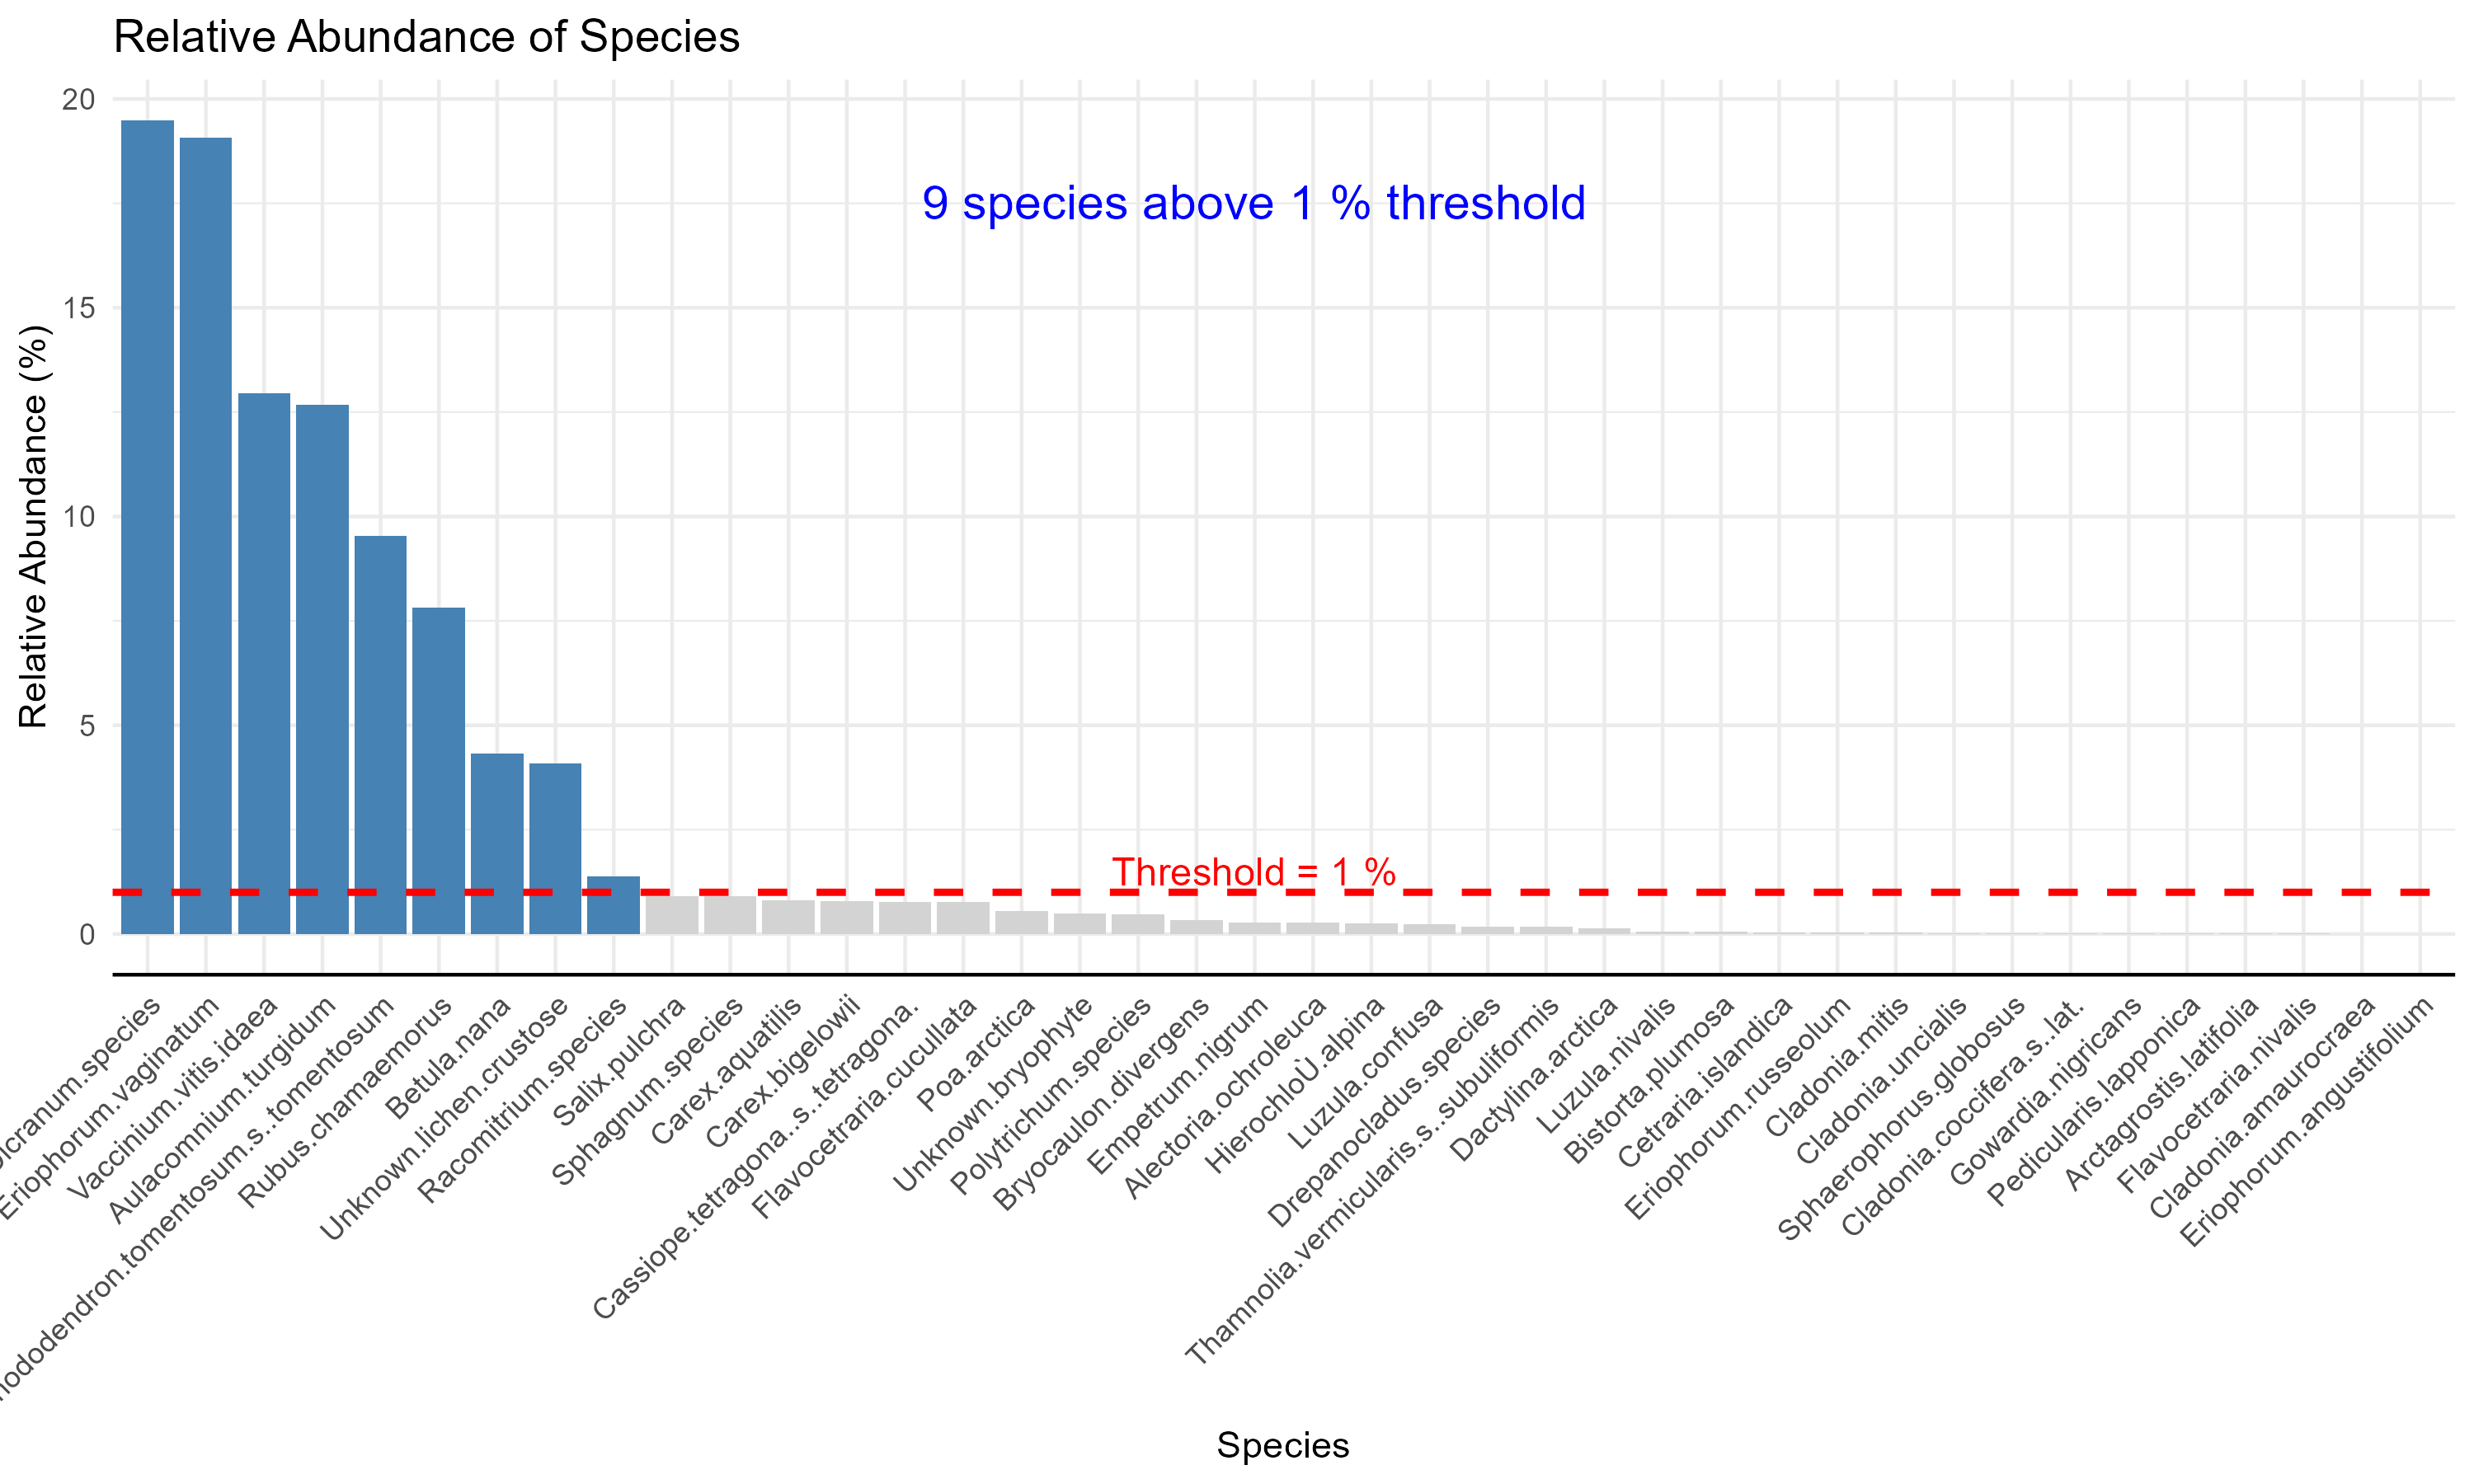 Relative Abundance of Species
Relative Abundance (%)
20
15
10
5
0
9 species above 1 % threshold
Threshold = 1 %
Dicranum.species
Eriophorum.vaginatum
Vaccinium.vitis.idaea
Aulacomnium.turgidum
hododendron.tomentosum.s..tomentosum
Rubus.chamaemorus
Betula.nana
Unknown.lichen.crustose
Racomitrium.species
Salix.pulchra
Sphagnum.species
Carex.aquatilis
Carex.bigelowii
Cassiope.tetragona..s..tetragona.
Flavocetraria.cucullata
Poa.arctica
Unknown.bryophyte
Polytrichum.species
Bryocaulon.divergens
Empetrum.nigrum
Alectoria.ochroleuca
HierochloÙ.alpina
Luzula.confusa
Drepanocladus.species
Thamnolia.vermicularis.s..subuliformis
Dactylina.arctica
Luzula.nivalis
Bistorta.plumosa
Cetraria.islandica
Eriophorum.russeolum
Cladonia.mitis
Cladonia.uncialis
Sphaerophorus.globosus
Cladonia.coccifera.s..lat.
Gowardia.nigricans
Pedicularis.lapponica
Arctagrostis.latifolia
Flavocetraria.nivalis
Cladonia.amaurocraea
Eriophorum.angustifolium
Species